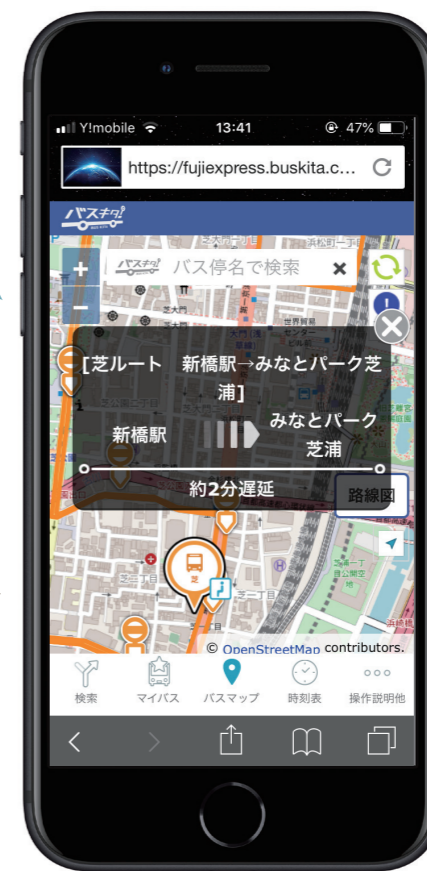 Y!mobile 13:41 47%
https://fujiexpress.buskita.c...
バスキタ!
バスキタ! バス停名で検索 ×
+
−
[芝ルート 新橋駅→みなとパーク芝
浦]
新橋駅
みなとパーク
芝浦
約2分遅延
路線図
芝
© OpenStreetMap contributors.
検索 マイバス バスマップ 時刻表 操作説明他